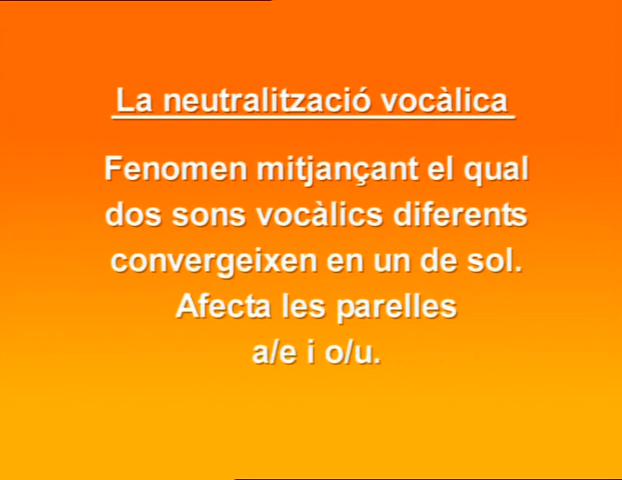 La neutralització vocàlica
Fenomen mitjançant el qual
dos sons vocàlics diferents
convergeixen en un de sol.
Afecta les parelles
a/e i o/u.